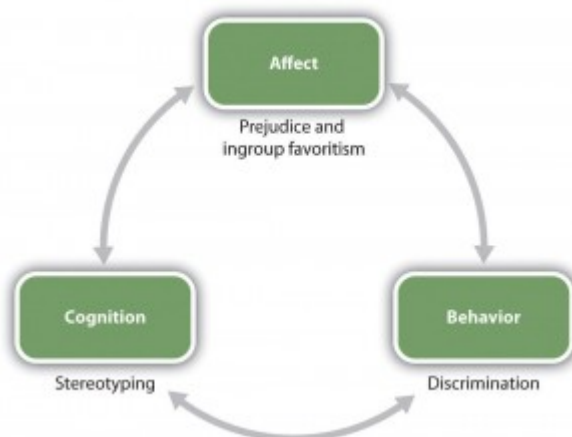 Affect
Prejudice and
ingroup favoritism
Cognition
Stereotyping
Behavior
Discrimination